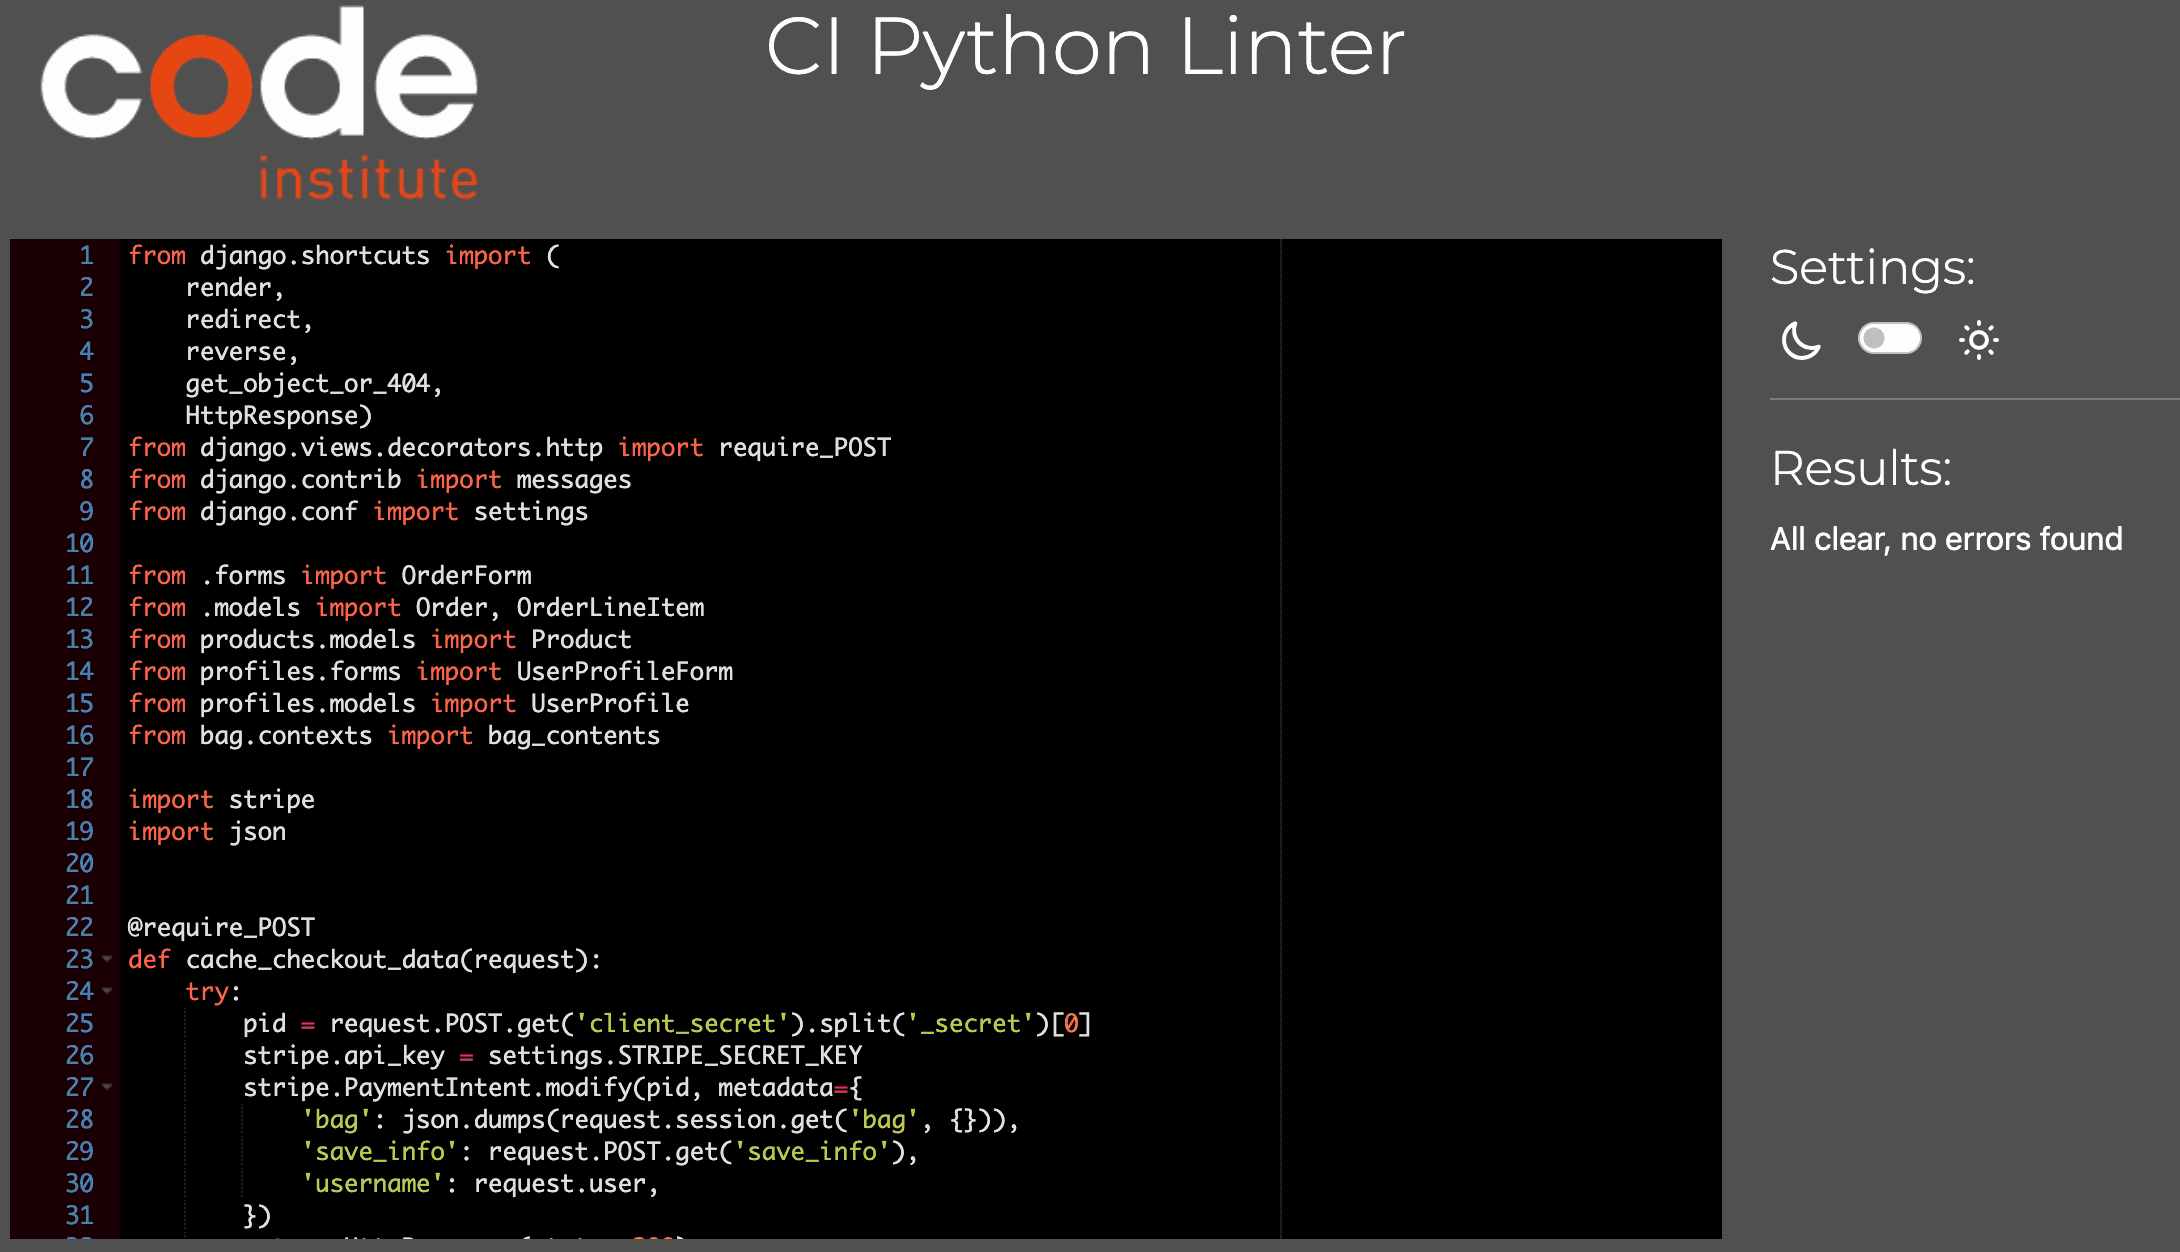 code
institute
CI Python Linter
1 from django.shortcuts import (
2     render,
3     redirect,
4     reverse,
5     get_object_or_404,
6     HttpResponse)
7 from django.views.decorators.http import require_POST
8 from django.contrib import messages
9 from django.conf import settings
10
11 from .forms import OrderForm
12 from .models import Order, OrderLineItem
13 from products.models import Product
14 from profiles.forms import UserProfileForm
15 from profiles.models import UserProfile
16 from bag.contexts import bag_contents
17
18 import stripe
19 import json
20
21
22 @require_POST
23 def cache_checkout_data(request):
24     try:
25         pid = request.POST.get('client_secret').split('_secret')[0]
26         stripe.api_key = settings.STRIPE_SECRET_KEY
27         stripe.PaymentIntent.modify(pid, metadata={
28             'bag': json.dumps(request.session.get('bag', {})),
29             'save_info': request.POST.get('save_info'),
30             'username': request.user,
31         })
Settings:
Results:
All clear, no errors found